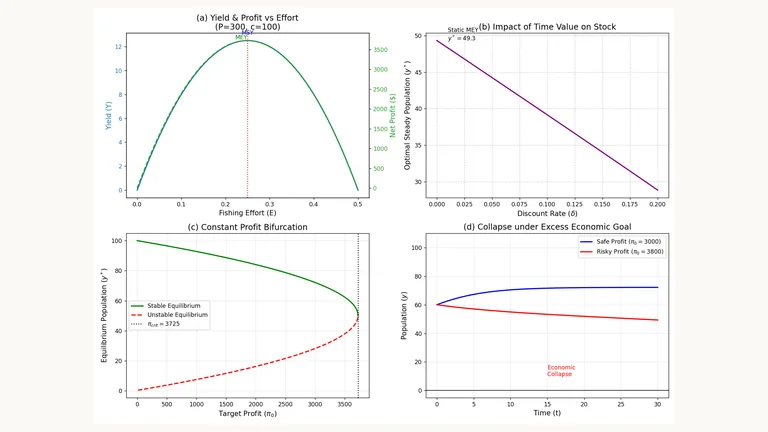 (a) Yield & Profit vs Effort
(P=300, c=100)
MSY
MEY
12
10
8
6
4
2
0
Yield (Y)
3500
3000
2500
2000
1500
1000
500
0
Net Profit ($)
0.0 0.1 0.2 0.3 0.4 0.5
Fishing Effort (E)
(b) Impact of Time Value on Stock
Static MEY
y* = 49.3
50
45
40
35
30
Optimal Steady Population (y*)
0.000 0.025 0.050 0.075 0.100 0.125 0.150 0.175 0.200
Discount Rate (δ)
(c) Constant Profit Bifurcation
100
80
60
40
20
0
Equilibrium Population (y*)
Stable Equilibrium
Unstable Equilibrium
π_crit = 3725
0 500 1000 1500 2000 2500 3000 3500
Target Profit (π₀)
(d) Collapse under Excess Economic Goal
Safe Profit (π₀ = 3000)
Risky Profit (π₀ = 3800)
100
80
60
40
20
0
Population (y)
Economic
Collapse
0 5 10 15 20 25 30
Time (t)